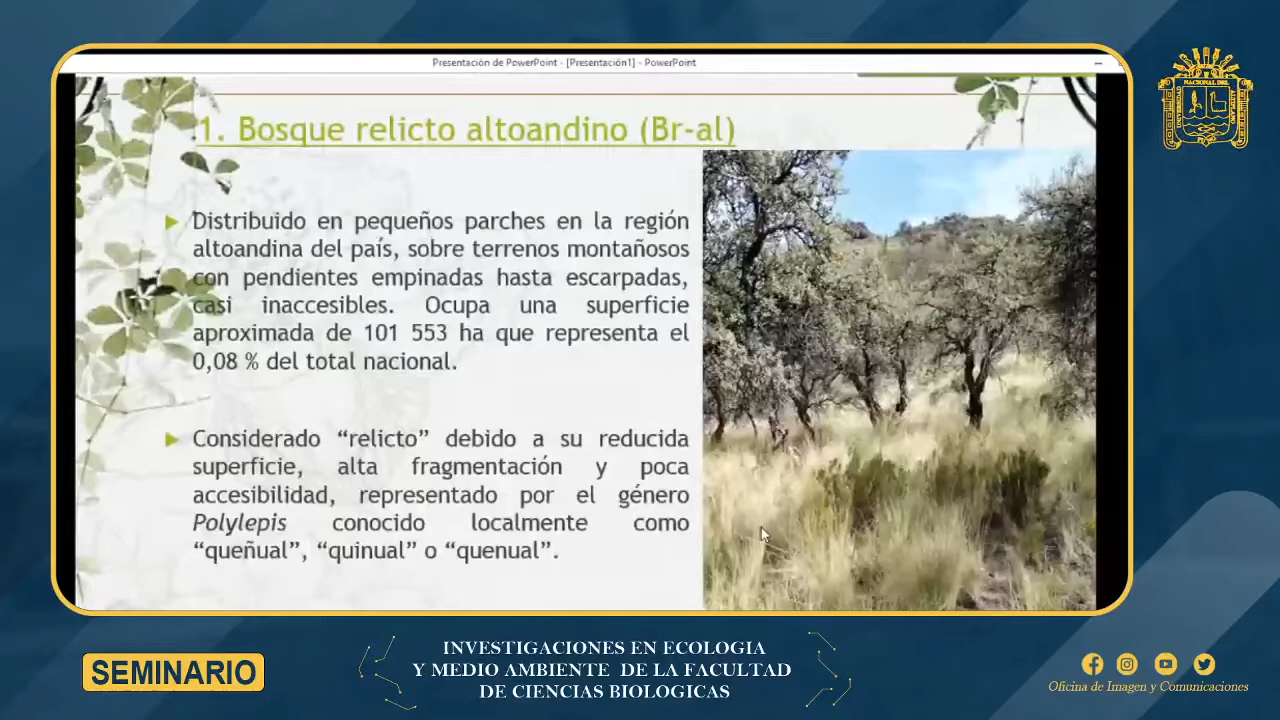 Presentación de PowerPoint - [Presentación1] - PowerPoint
1. Bosque relicto altoandino (Br-al)
Distribuido en pequeños parches en la región
altoandina del país, sobre terrenos montañosos
con pendientes empinadas hasta escarpadas,
casi inaccesibles. Ocupa una superficie
aproximada de 101 553 ha que representa el
0,08 % del total nacional.
Considerado “relicto” debido a su reducida
superficie, alta fragmentación y poca
accesibilidad, representado por el género
Polylepis conocido localmente como
“queñual”, “quinual” o “quenual”.
SEMINARIO
INVESTIGACIONES EN ECOLOGIA
Y MEDIO AMBIENTE DE LA FACULTAD
DE CIENCIAS BIOLOGICAS
Oficina de Imagen y Comunicaciones
UNIVERSIDAD
NACIONAL DEL
ALTIPLANO